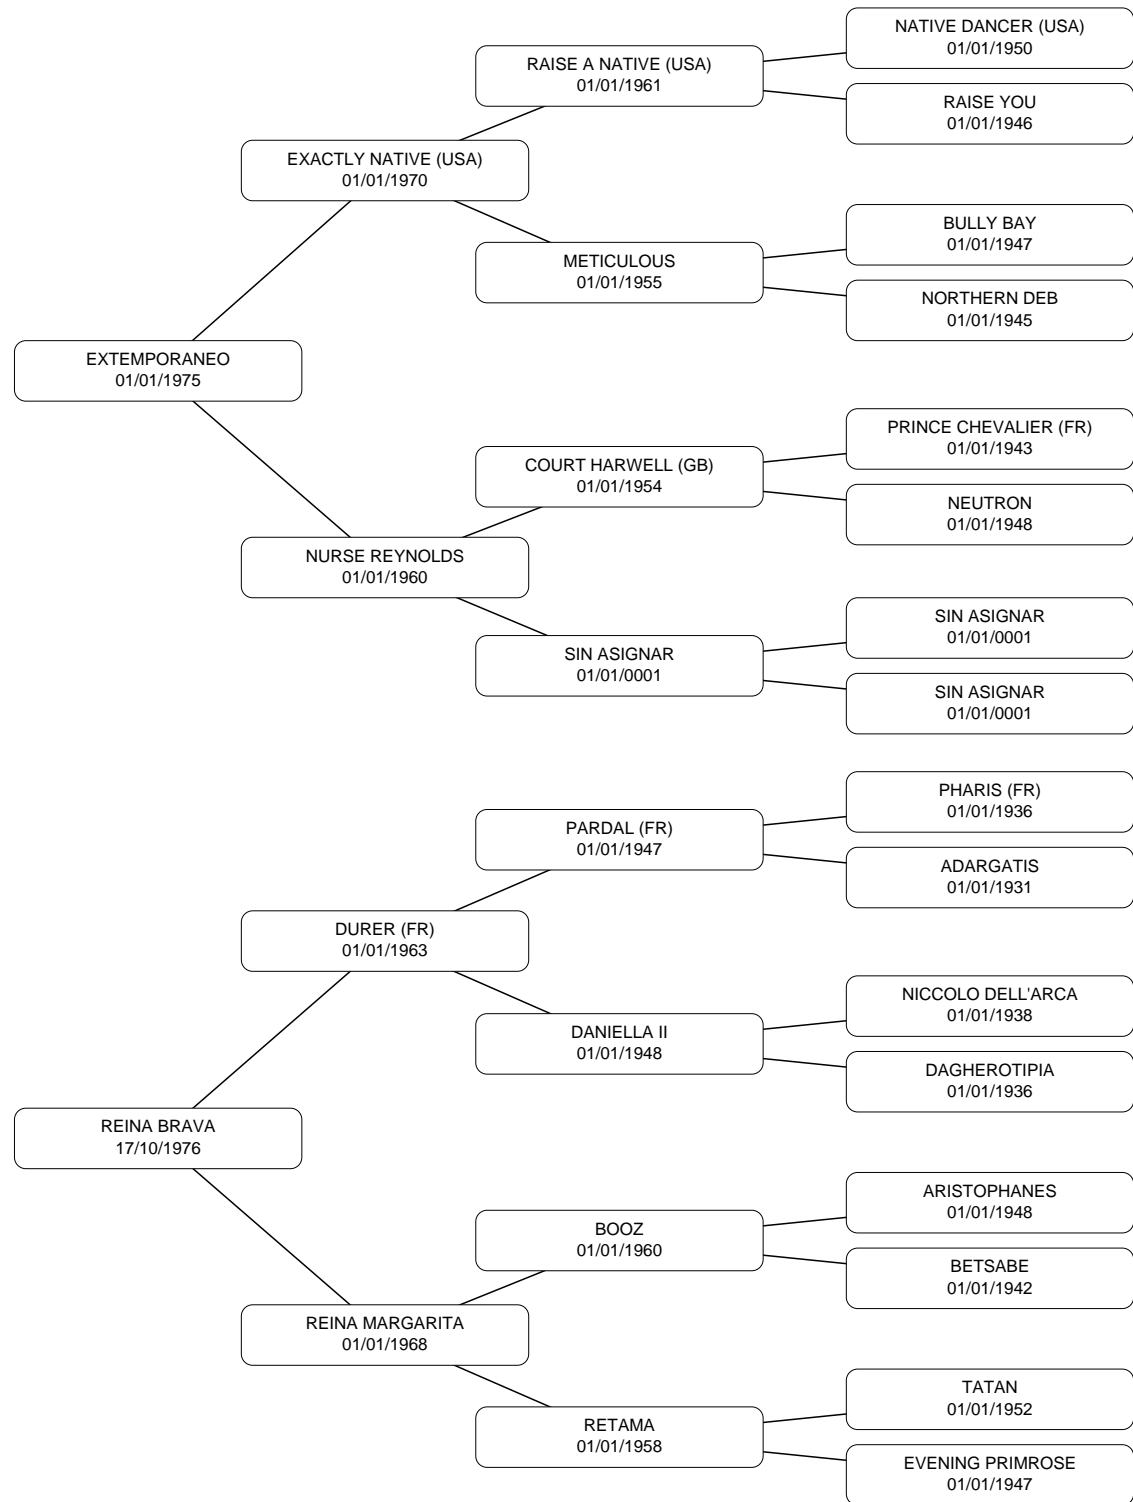 NATIVE DANCER (USA)
01/01/1950
RAISE A NATIVE (USA)
01/01/1961
RAISE YOU
01/01/1946
EXACTLY NATIVE (USA)
01/01/1970
BULLY BAY
01/01/1947
METICULOUS
01/01/1955
NORTHERN DEB
01/01/1945
EXTEMPORANEO
01/01/1975
PRINCE CHEVALIER (FR)
01/01/1943
COURT HARWELL (GB)
01/01/1954
NEUTRON
01/01/1948
NURSE REYNOLDS
01/01/1960
SIN ASIGNAR
01/01/0001
SIN ASIGNAR
01/01/0001
SIN ASIGNAR
01/01/0001
PHARIS (FR)
01/01/1936
PARDAL (FR)
01/01/1947
ADARGATIS
01/01/1931
DURER (FR)
01/01/1963
NICCOLO DELL'ARCA
01/01/1938
DANIELLA II
01/01/1948
DAGHEROTIPIA
01/01/1936
REINA BRAVA
17/10/1976
ARISTOPHANES
01/01/1948
BOOZ
01/01/1960
BETSABE
01/01/1942
REINA MARGARITA
01/01/1968
TATAN
01/01/1952
RETAMA
01/01/1958
EVENING PRIMROSE
01/01/1947